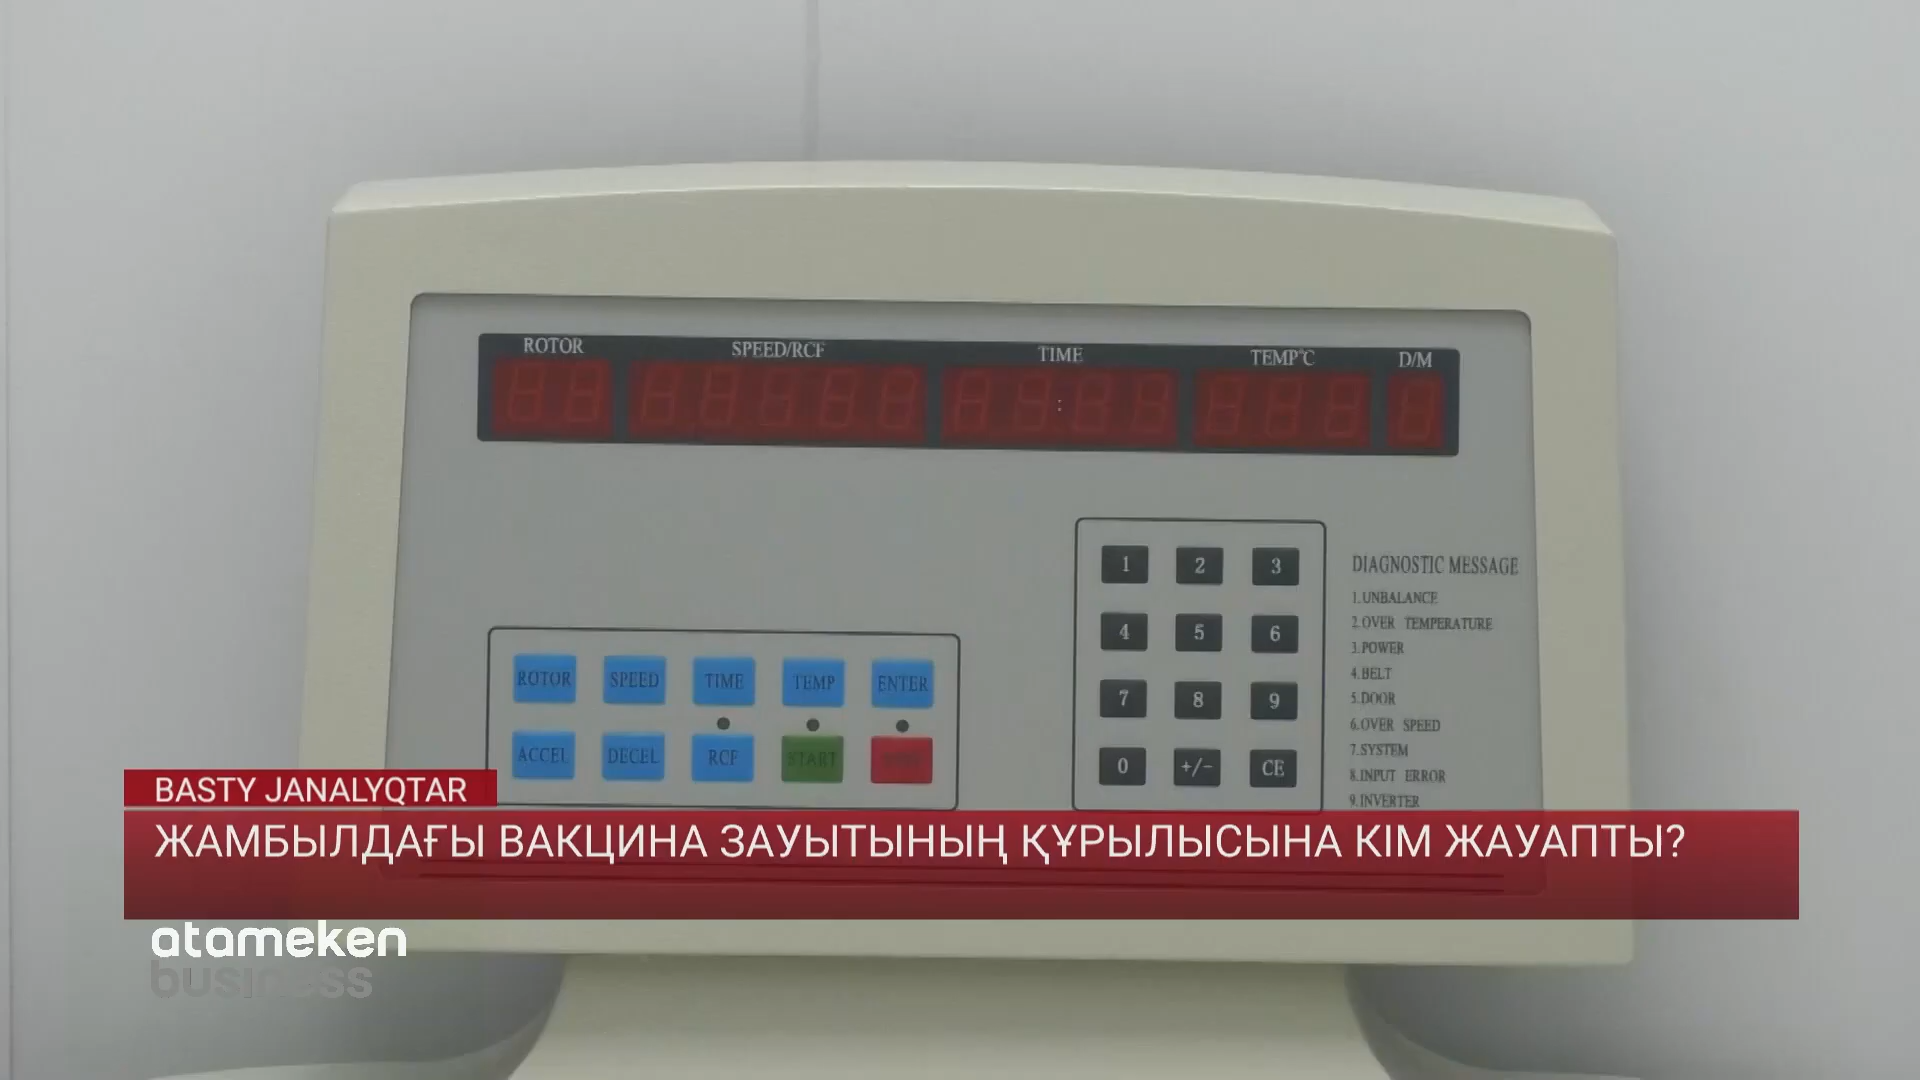 ROTOR SPEED/RCF TIME TEMP°C D/M
1 2 3
4 5 6
7 8 9
0 +/- CE
DIAGNOSTIC MESSAGE
1.UNBALANCE
2.OVER TEMPERATURE
3.POWER
4.BELT
5.DOOR
6.OVER SPEED
7.SYSTEM
8.INPUT ERROR
9.INVERTER
ROTOR SPEED TIME TEMP ENTER
ACCEL DECEL RCF START
BASTY JANALYQTAR
ЖАМБЫЛДАҒЫ ВАКЦИНА ЗАУЫТЫНЫҢ ҚҰРЫЛЫСЫНА КІМ ЖАУАПТЫ?
atameken
business